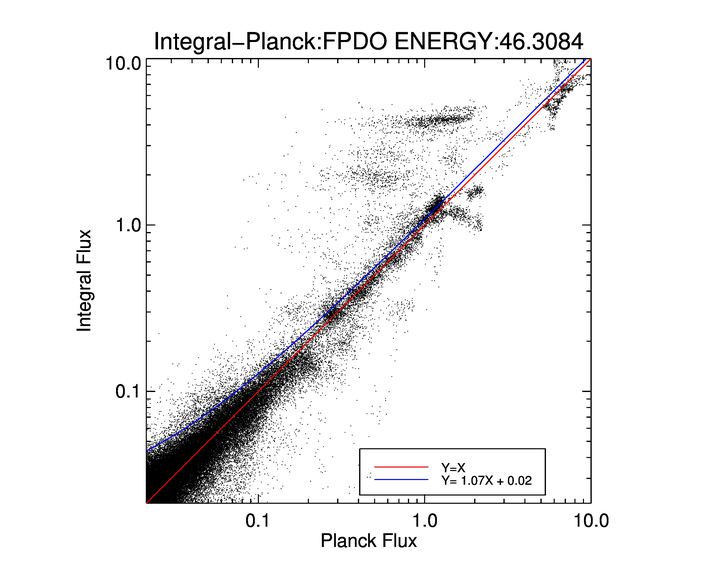 Integral-Planck:FPDO ENERGY:46.3084
10.0
1.0
0.1
Integral Flux
Y=X
Y= 1.07X + 0.02
0.1
1.0
10.0
Planck Flux